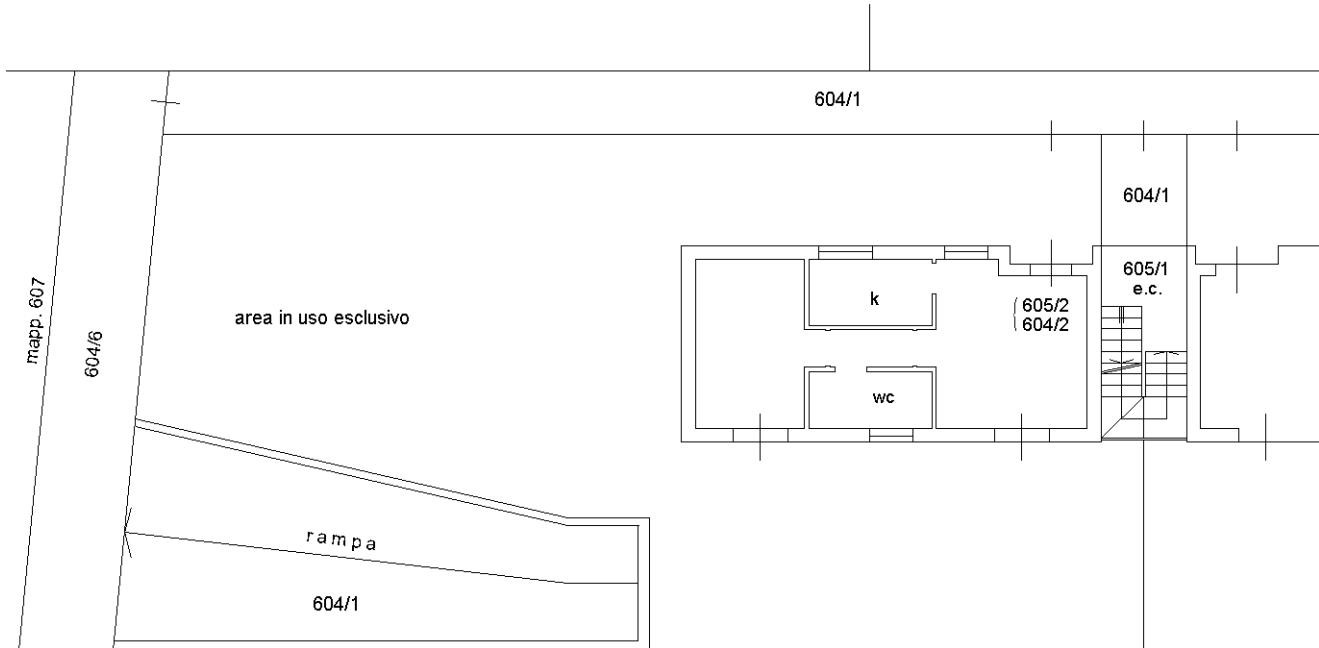 604/1
604/1
605/1
e.c.
mapp. 607
604/6
area in uso esclusivo
k
605/2
604/2
wc
rampa
604/1